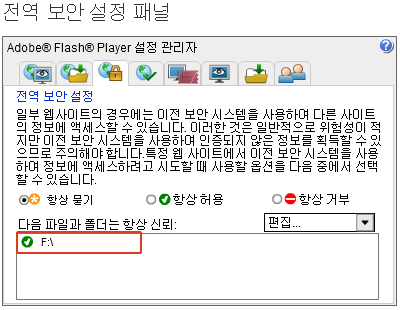 전역 보안 설정 패널
Adobe® Flash® Player 설정 관리자
전역 보안 설정
일부 웹사이트의 경우에는 이전 보안 시스템을 사용하여 다른 사이트
의 정보에 액세스할 수 있습니다. 이러한 것은 일반적으로 위험성이 적
지만 이전 보안 시스템을 사용하여 인증되지 않은 정보를 획득할 수 있
으므로 주의해야 합니다.특정 웹 사이트에서 이전 보안 시스템을 사용
하여 정보에 액세스하려고 시도할 때 사용할 옵션을 다음 중에서 선택
할 수 있습니다.
항상 묻기 항상 허용 항상 거부
다음 파일과 폴더는 항상 신뢰: 편집...
F:\